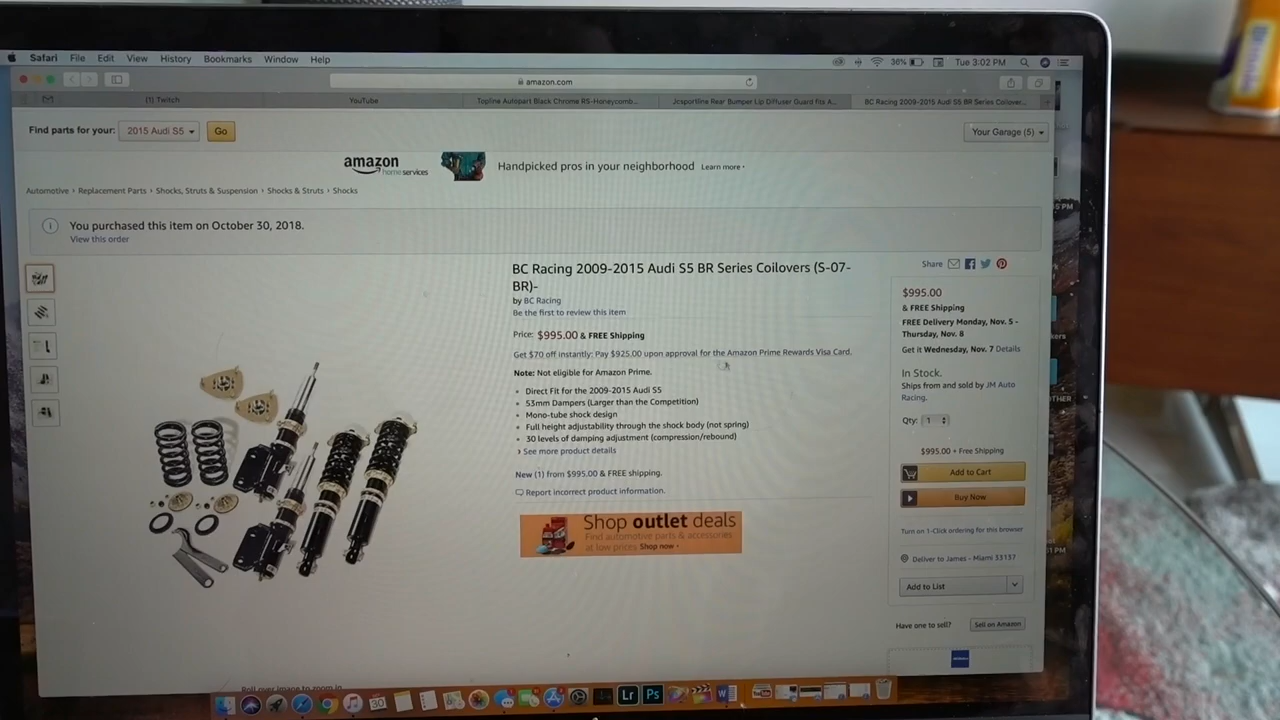 Safari File Edit View History Bookmarks Window Help
36% Tue 3:02 PM
amazon.com
(1) Twitch
YouTube
Topline Autopart Black Chrome RS-Honeycomb...
Jcsportline Rear Bumper Lip Diffuser Guard fits A...
BC Racing 2009-2015 Audi S5 BR Series Coilover...
Find parts for your: 2015 Audi S5 Go
Your Garage (5)
amazon home services
Handpicked pros in your neighborhood Learn more
Automotive › Replacement Parts › Shocks, Struts & Suspension › Shocks & Struts › Shocks
You purchased this item on October 30, 2018.
View this order
BC Racing 2009-2015 Audi S5 BR Series Coilovers (S-07-
BR)-
by BC Racing
Be the first to review this item
Price: $995.00 & FREE Shipping
Get $70 off instantly: Pay $925.00 upon approval for the Amazon Prime Rewards Visa Card.
Note: Not eligible for Amazon Prime.
• Direct Fit for the 2009-2015 Audi S5
• 53mm Dampers (Larger than the Competition)
• Mono-tube shock design
• Full height adjustability through the shock body (not spring)
• 30 levels of damping adjustment (compression/rebound)
› See more product details
New (1) from $995.00 & FREE shipping.
Report incorrect product information.
Shop outlet deals
Find automotive parts & accessories
at low prices Shop now
Share
$995.00
& FREE Shipping
FREE Delivery Monday, Nov. 5 -
Thursday, Nov. 8
Get it Wednesday, Nov. 7 Details
In Stock.
Ships from and sold by JM Auto
Racing.
Qty: 1
$995.00 + Free Shipping
Add to Cart
Buy Now
Turn on 1-Click ordering for this browser
Deliver to James - Miami 33137
Add to List
Have one to sell? Sell on Amazon
Roll over image to zoom in
30
Lr Ps
W